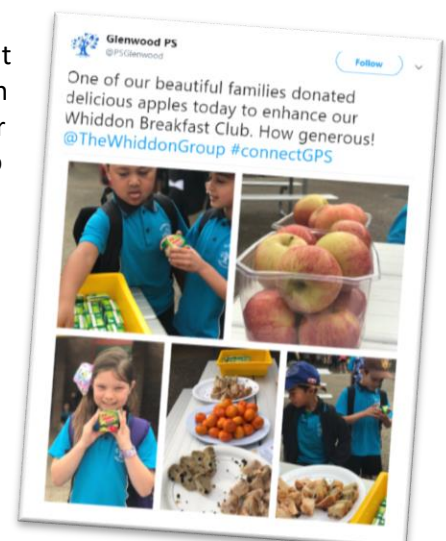 t
n
r
o
Glenwood PS
@PSGlenwood
Follow
One of our beautiful families donated
delicious apples today to enhance our
Whiddon Breakfast Club. How generous!
@TheWhiddonGroup #connectGPS